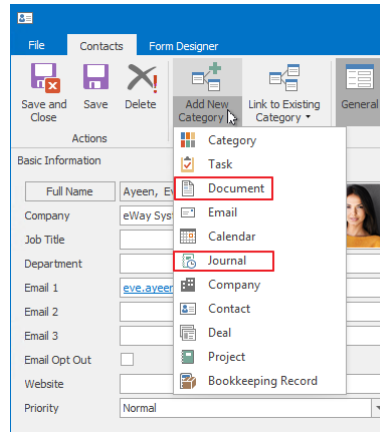 File Contacts Form Designer
Save and Close Save Delete Add New Category Link to Existing Category General
Actions
Category
Basic Information
Task
Full Name Ayeen,
Document
Company eWay
Email
Job Title
Calendar
Department
Journal
Email 1 eve.ayeen
Company
Email 2
Contact
Email 3
Deal
Email Opt Out
Project
Website
Bookkeeping Record
Priority Normal